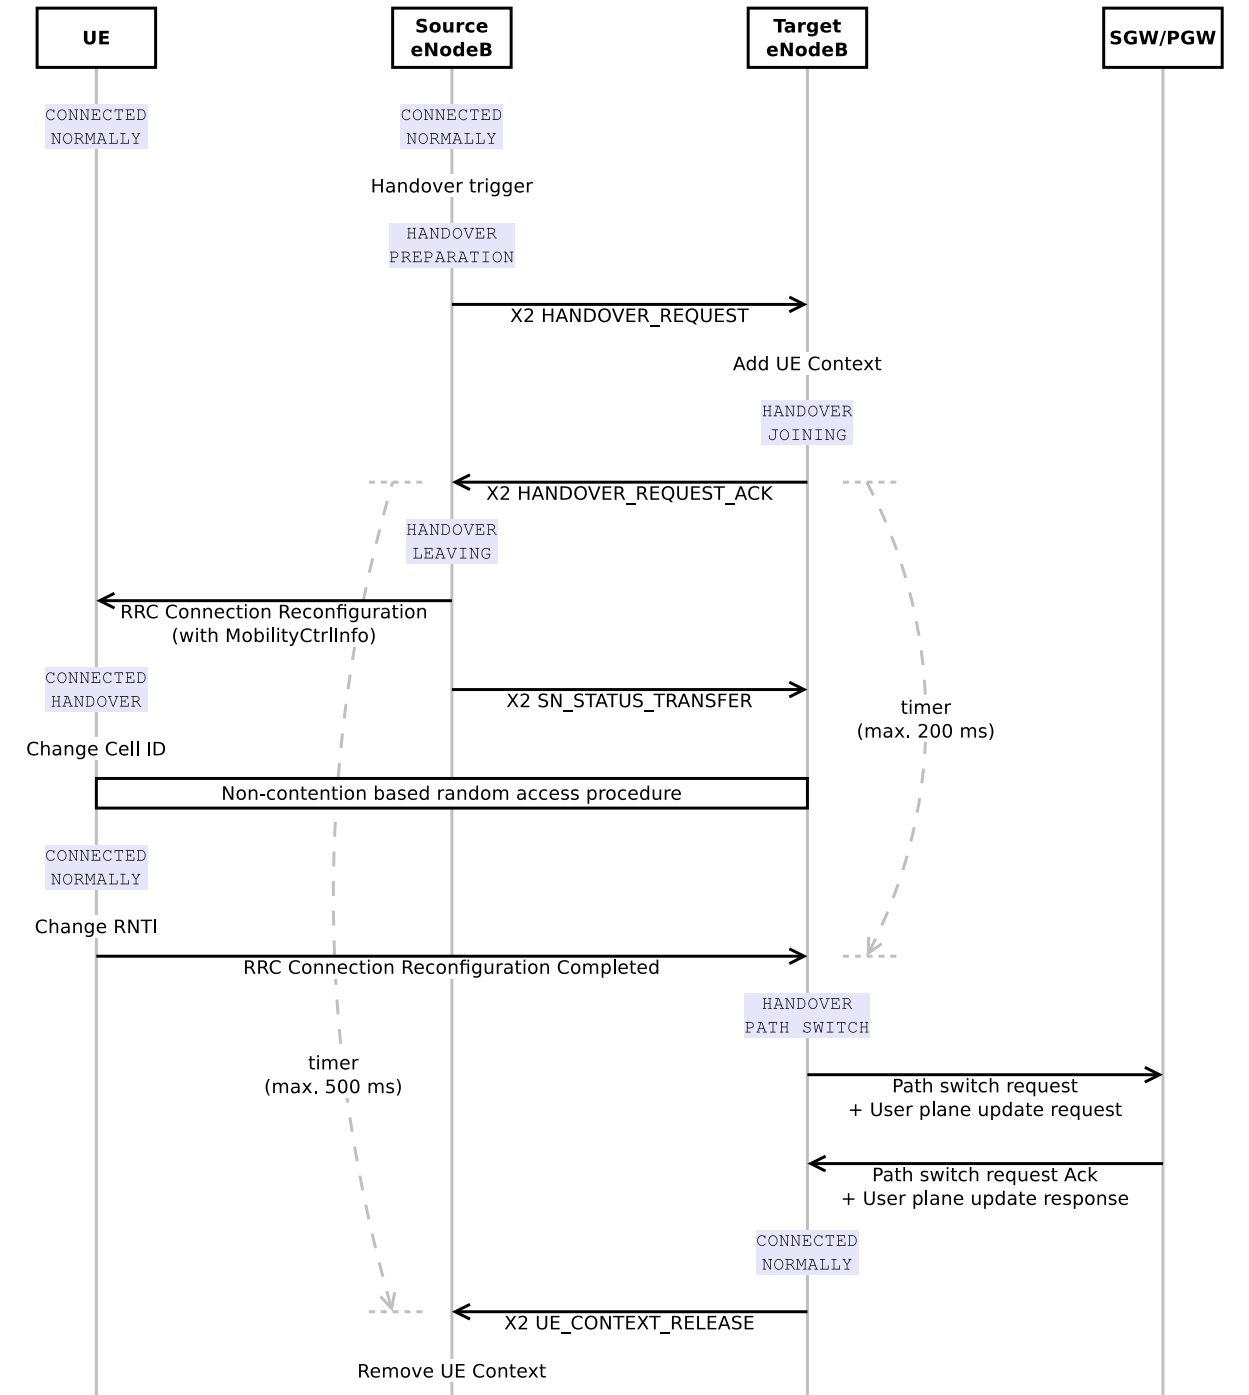 UE
Source
eNodeB
Target
eNodeB
SGW/PGW
CONNECTED
NORMALLY
CONNECTED
NORMALLY
Handover trigger
HANDOVER
PREPARATION
X2 HANDOVER_REQUEST
Add UE Context
HANDOVER
JOINING
X2 HANDOVER_REQUEST_ACK
HANDOVER
LEAVING
RRC Connection Reconfiguration
(with MobilityCtrlInfo)
CONNECTED
HANDOVER
X2 SN_STATUS_TRANSFER
timer
(max. 200 ms)
Change Cell ID
Non-contention based random access procedure
CONNECTED
NORMALLY
Change RNTI
RRC Connection Reconfiguration Completed
HANDOVER
PATH SWITCH
timer
(max. 500 ms)
Path switch request
+ User plane update request
Path switch request Ack
+ User plane update response
CONNECTED
NORMALLY
X2 UE_CONTEXT_RELEASE
Remove UE Context